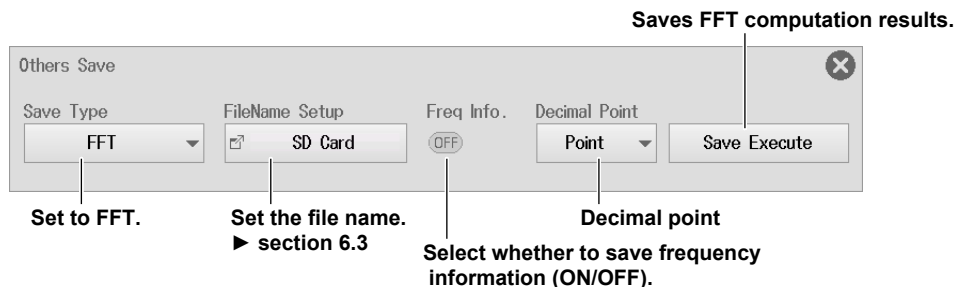 Saves FFT computation results.
Others Save
Save Type
FileName Setup
Freq Info.
Decimal Point
FFT
SD Card
OFF
Point
Save Execute
Set to FFT.
Set the file name.
► section 6.3
Decimal point
Select whether to save frequency
information (ON/OFF).